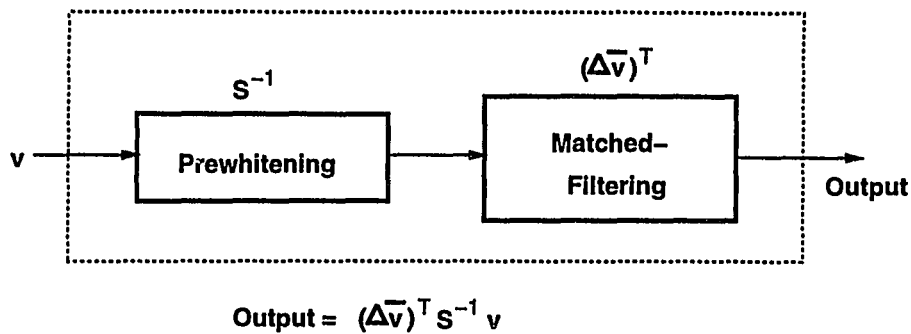 S⁻¹
(Δv̅)ᵀ
v
Prewhitening
Matched–
Filtering
Output
Output = (Δv̅)ᵀ S⁻¹ v